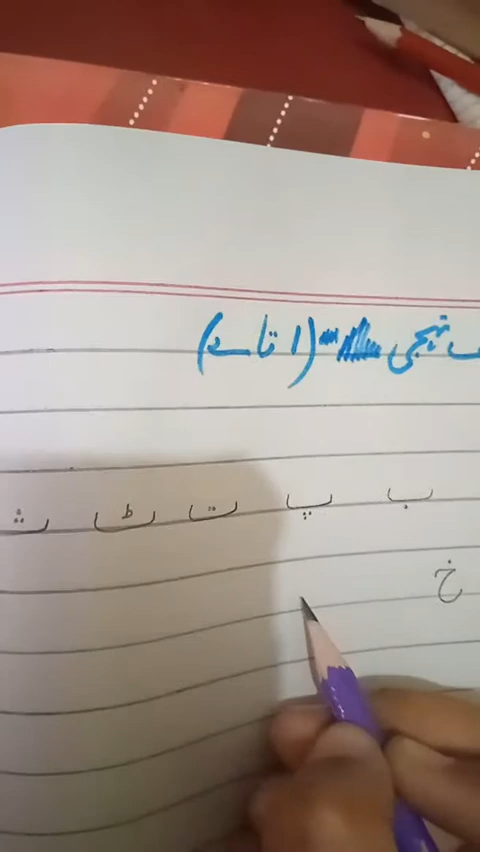 تہجی (ا تا ے)
ب پ ت ٹ ث
خ